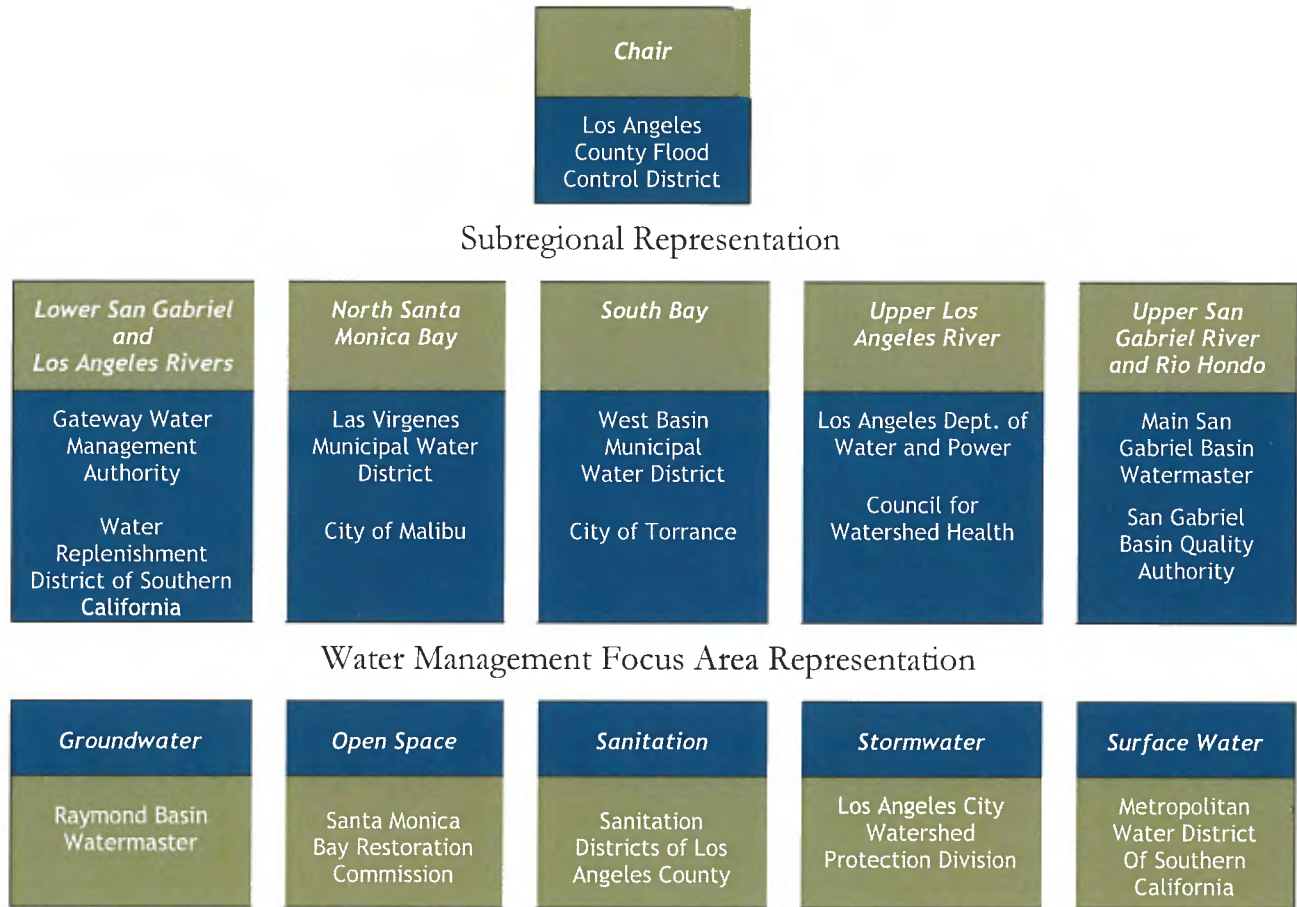 Chair
Los Angeles
County Flood
Control District
Subregional Representation
Lower San Gabriel
and
Los Angeles Rivers
Gateway Water
Management
Authority
Water
Replenishment
District of Southern
California
North Santa
Monica Bay
Las Virgenes
Municipal Water
District
City of Malibu
South Bay
West Basin
Municipal
Water District
City of Torrance
Upper Los
Angeles River
Los Angeles Dept. of
Water and Power
Council for
Watershed Health
Upper San
Gabriel River
and Rio Hondo
Main San
Gabriel Basin
Watermaster
San Gabriel
Basin Quality
Authority
Water Management Focus Area Representation
Groundwater
Raymond Basin
Watermaster
Open Space
Santa Monica
Bay Restoration
Commission
Sanitation
Sanitation
Districts of Los
Angeles County
Stormwater
Los Angeles City
Watershed
Protection Division
Surface Water
Metropolitan
Water District
Of Southern
California